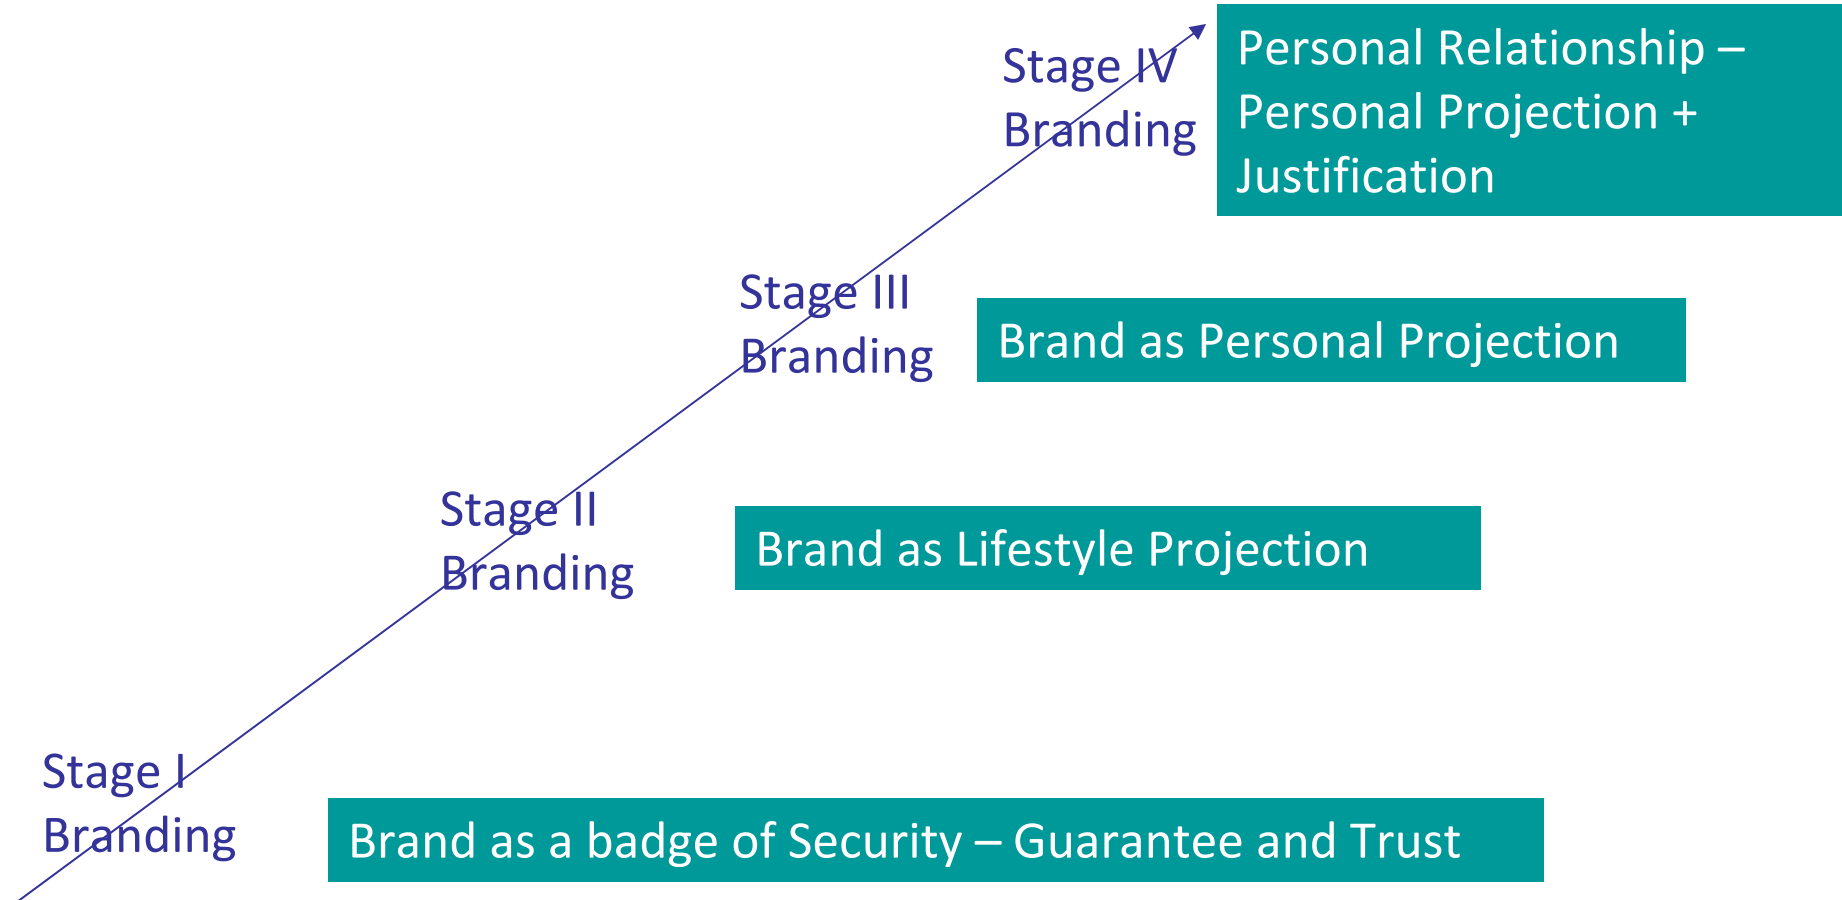 Stage IV
Branding
Personal Relationship –
Personal Projection +
Justification
Stage III
Branding
Brand as Personal Projection
Stage II
Branding
Brand as Lifestyle Projection
Stage I
Branding
Brand as a badge of Security – Guarantee and Trust